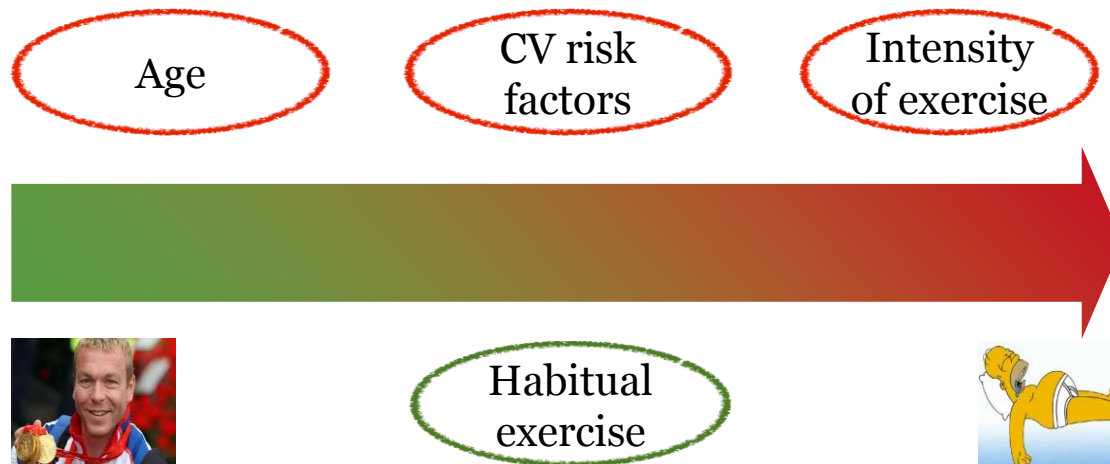 Age
CV risk
factors
Intensity
of exercise
Habitual
exercise